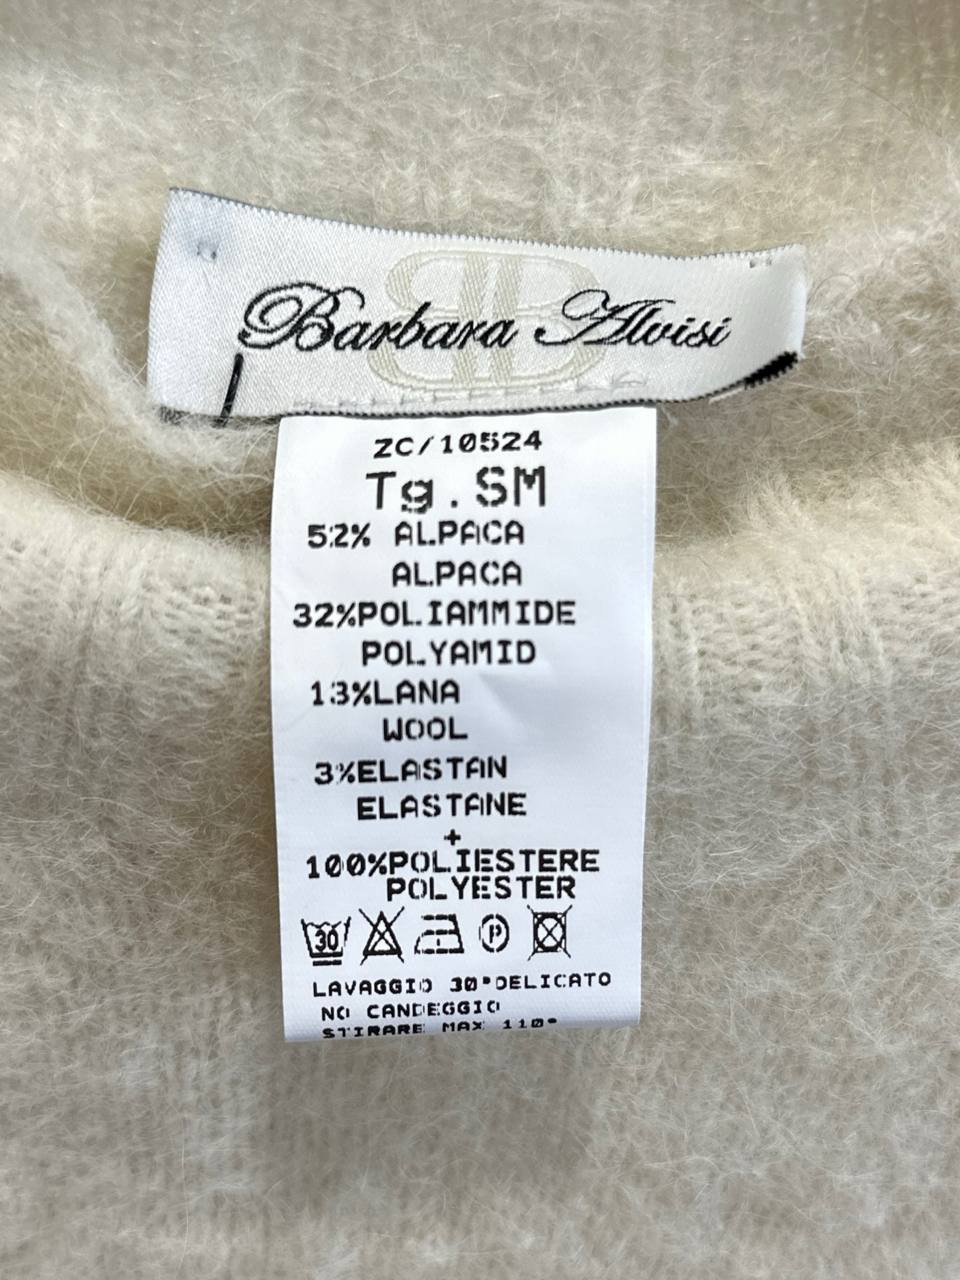 Barbara Alvisi
ZC/10524
Tg.SM
52% ALPACA
ALPACA
32%POLIAMMIDE
POLYAMID
13%LANA
WOOL
3%ELASTAN
ELASTANE
+
100%POLIESTERE
POLYESTER
30 P
LAVAGGIO 30°DELICATO
NO CANDEGGIO
STIRARE MAX 110°